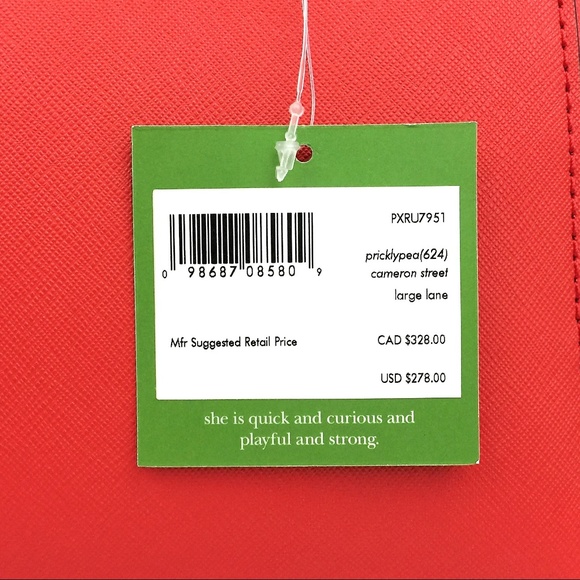 PXRU7951
0 98687 08580 9
pricklypea(624)
cameron street
large lane
Mfr Suggested Retail Price CAD $328.00
USD $278.00
she is quick and curious and
playful and strong.